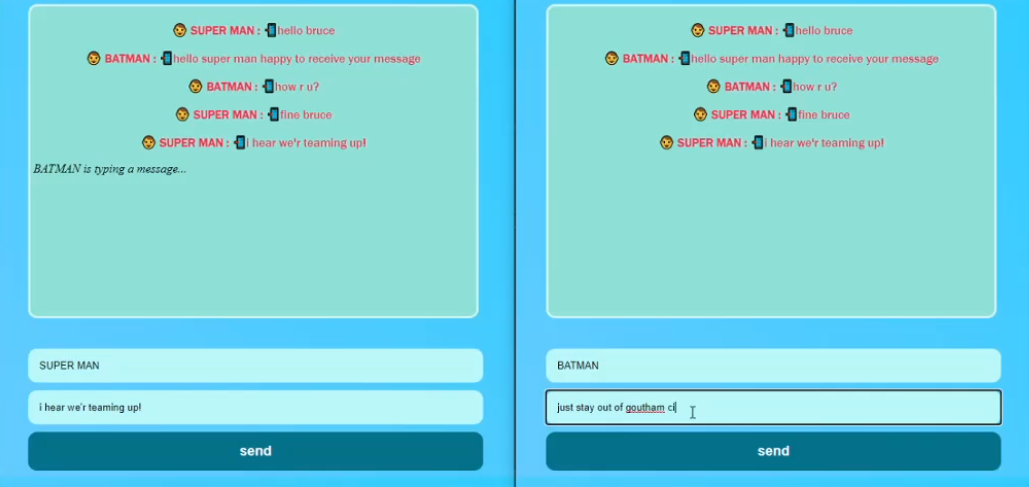 SUPER MAN : hello bruce
BATMAN : hello super man happy to receive your message
BATMAN : how r u?
SUPER MAN : fine bruce
SUPER MAN : i hear we'r teaming up!
BATMAN is typing a message...
SUPER MAN
i hear we'r teaming up!
send
SUPER MAN : hello bruce
BATMAN : hello super man happy to receive your message
BATMAN : how r u?
SUPER MAN : fine bruce
SUPER MAN : i hear we'r teaming up!
BATMAN
just stay out of goutham ci
send